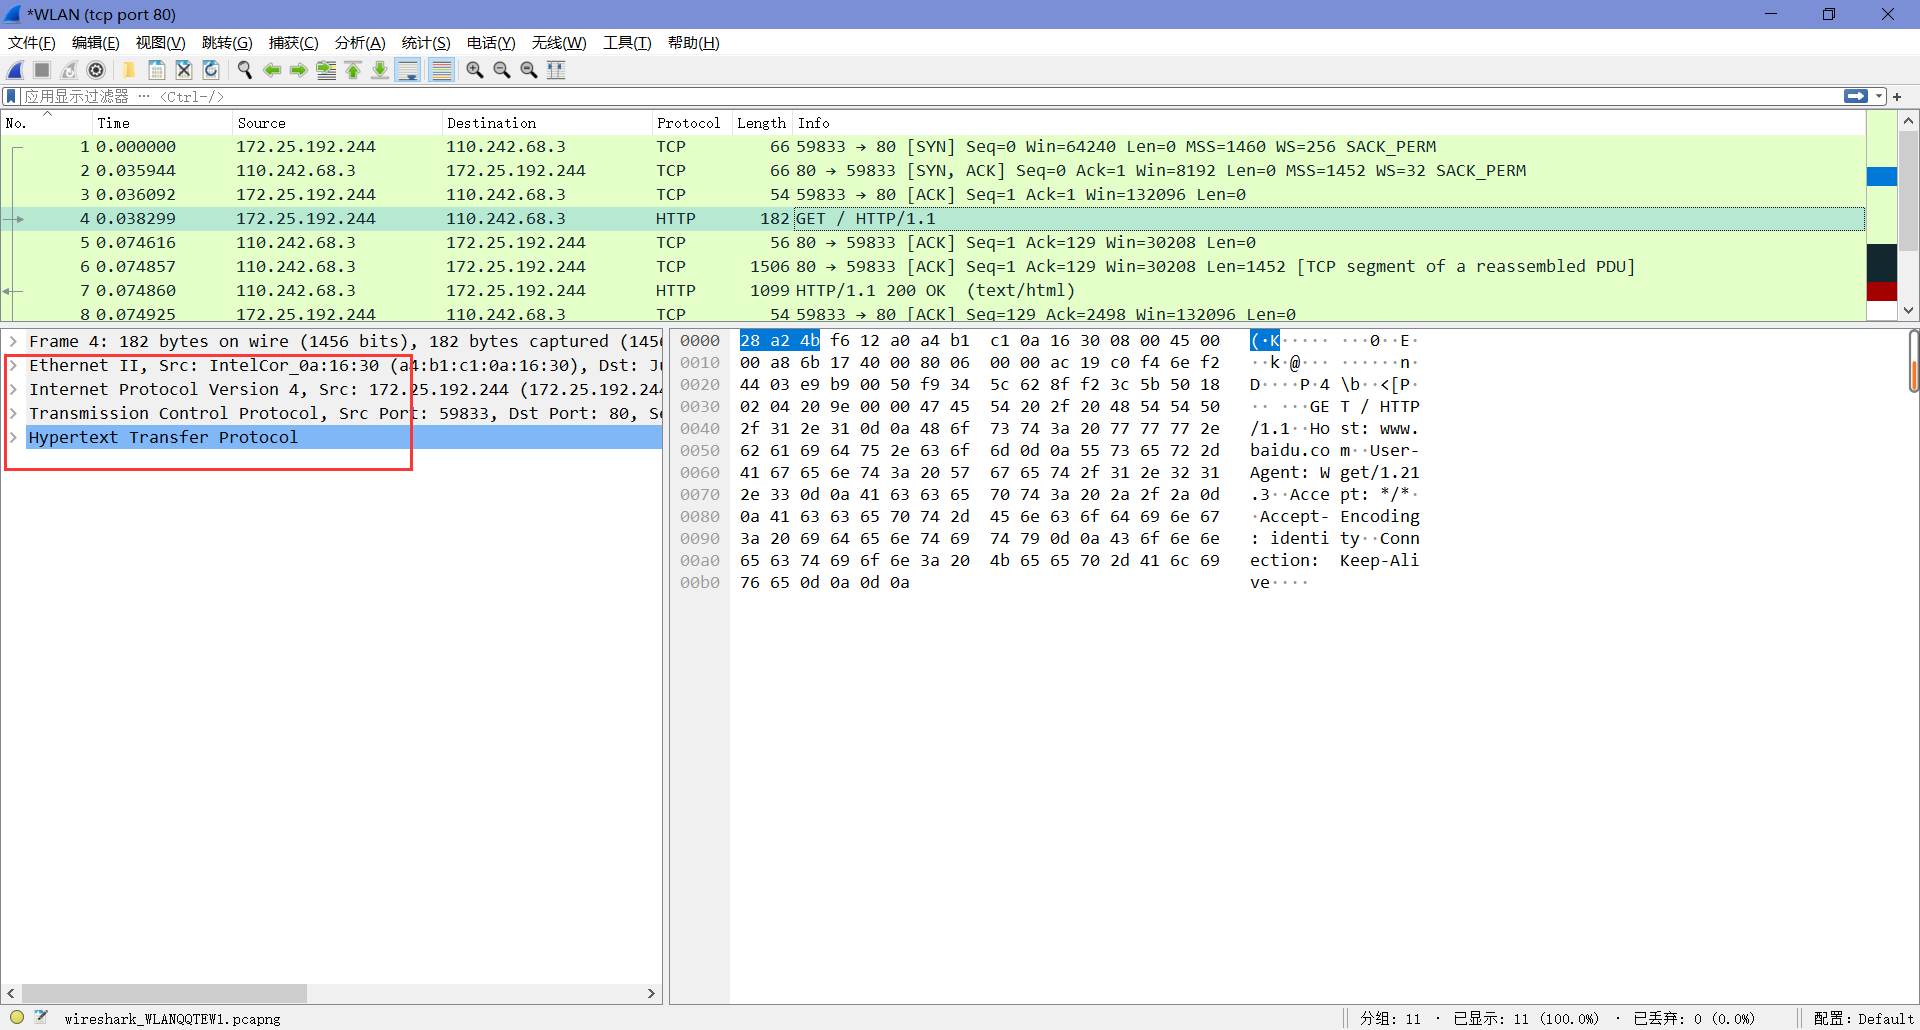 *WLAN (tcp port 80)
文件(F) 编辑(E) 视图(V) 跳转(G) 捕获(C) 分析(A) 统计(S) 电话(Y) 无线(W) 工具(T) 帮助(H)
应用显示过滤器 … <Ctrl-/>
No. Time Source Destination Protocol Length Info
1 0.000000 172.25.192.244 110.242.68.3 TCP 66 59833 → 80 [SYN] Seq=0 Win=64240 Len=0 MSS=1460 WS=256 SACK_PERM
2 0.035944 110.242.68.3 172.25.192.244 TCP 66 80 → 59833 [SYN, ACK] Seq=0 Ack=1 Win=8192 Len=0 MSS=1452 WS=32 SACK_PERM
3 0.036092 172.25.192.244 110.242.68.3 TCP 54 59833 → 80 [ACK] Seq=1 Ack=1 Win=132096 Len=0
4 0.038299 172.25.192.244 110.242.68.3 HTTP 182 GET / HTTP/1.1
5 0.074616 110.242.68.3 172.25.192.244 TCP 56 80 → 59833 [ACK] Seq=1 Ack=129 Win=30208 Len=0
6 0.074857 110.242.68.3 172.25.192.244 TCP 1506 80 → 59833 [ACK] Seq=1 Ack=129 Win=30208 Len=1452 [TCP segment of a reassembled PDU]
7 0.074860 110.242.68.3 172.25.192.244 HTTP 1099 HTTP/1.1 200 OK (text/html)
8 0.074925 172.25.192.244 110.242.68.3 TCP 54 59833 → 80 [ACK] Seq=129 Ack=2498 Win=132096 Len=0
Frame 4: 182 bytes on wire (1456 bits), 182 bytes captured (1456
Ethernet II, Src: IntelCor_0a:16:30 (a4:b1:c1:0a:16:30), Dst: Ju
Internet Protocol Version 4, Src: 172.25.192.244 (172.25.192.244
Transmission Control Protocol, Src Port: 59833, Dst Port: 80, Se
Hypertext Transfer Protocol
0000 28 a2 4b f6 12 a0 a4 b1 c1 0a 16 30 08 00 45 00 (·K····· ···0··E·
0010 00 a8 6b 17 40 00 80 06 00 00 ac 19 c0 f4 6e f2 ··k·@··· ······n·
0020 44 03 e9 b9 00 50 f9 34 5c 62 8f f2 3c 5b 50 18 D····P·4 \b··<[P·
0030 02 04 20 9e 00 00 47 45 54 20 2f 20 48 54 54 50 ·· ···GE T / HTTP
0040 2f 31 2e 31 0d 0a 48 6f 73 74 3a 20 77 77 77 2e /1.1··Ho st: www.
0050 62 61 69 64 75 2e 63 6f 6d 0d 0a 55 73 65 72 2d baidu.co m··User-
0060 41 67 65 6e 74 3a 20 57 67 65 74 2f 31 2e 32 31 Agent: W get/1.21
0070 2e 33 0d 0a 41 63 63 65 70 74 3a 20 2a 2f 2a 0d .3··Acce pt: */*·
0080 0a 41 63 63 65 70 74 2d 45 6e 63 6f 64 69 6e 67 ·Accept- Encoding
0090 3a 20 69 64 65 6e 74 69 74 79 0d 0a 43 6f 6e 6e : identi ty··Conn
00a0 65 63 74 69 6f 6e 3a 20 4b 65 65 70 2d 41 6c 69 ection: Keep-Ali
00b0 76 65 0d 0a 0d 0a ve····
wireshark_WLANQQTEW1.pcapng 分组: 11 · 已显示: 11 (100.0%) · 已丢弃: 0 (0.0%) 配置: Default